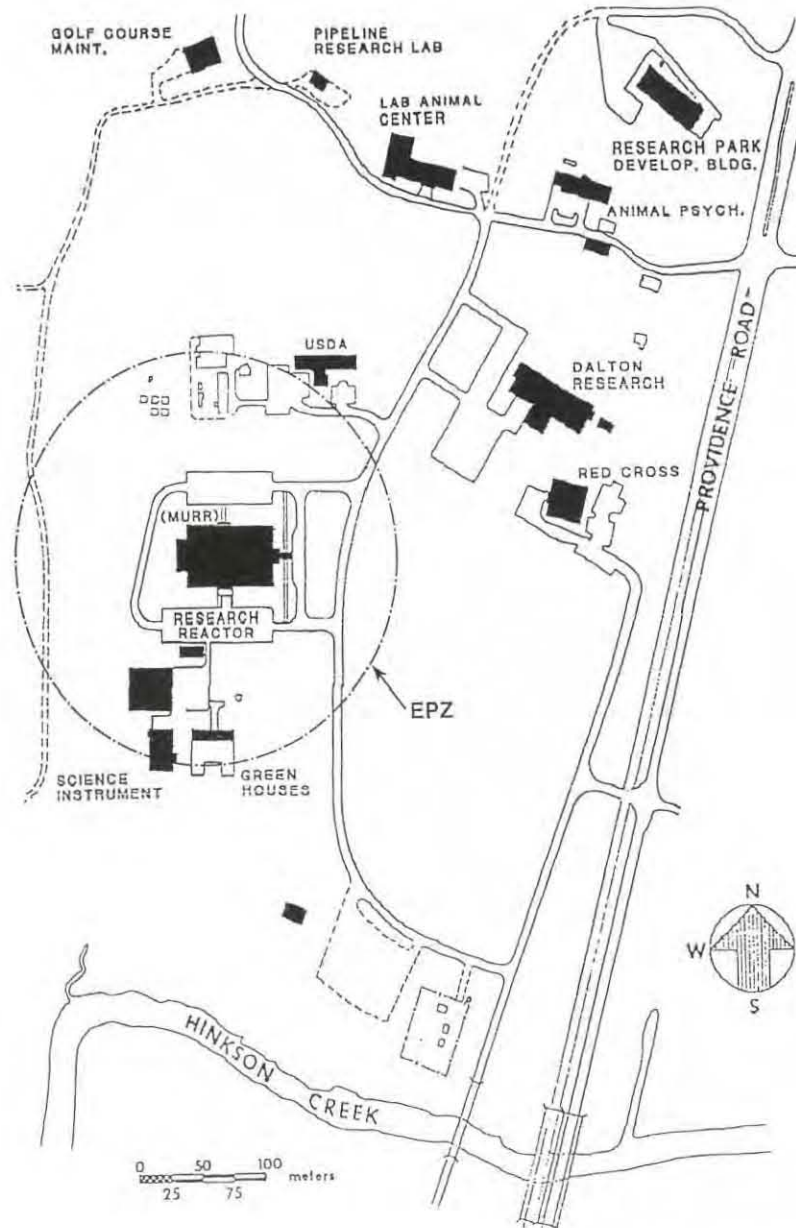 GOLF COURSE
MAINT.
PIPELINE
RESEARCH LAB
LAB ANIMAL
CENTER
RESEARCH PARK
DEVELOP. BLDG.
ANIMAL PSYCH.
USDA
DALTON
RESEARCH
PROVIDENCE ROAD
RED CROSS
(MURR)
RESEARCH
REACTOR
EPZ
SCIENCE
INSTRUMENT
GREEN
HOUSES
N
W
S
HINKSON
CREEK
0 50 100 meters
25 75